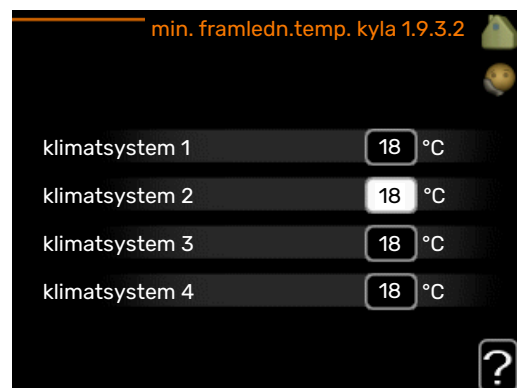 min. framledn.temp. kyla 1.9.3.2
klimatsystem 1 18 °C
klimatsystem 2 18 °C
klimatsystem 3 18 °C
klimatsystem 4 18 °C
?